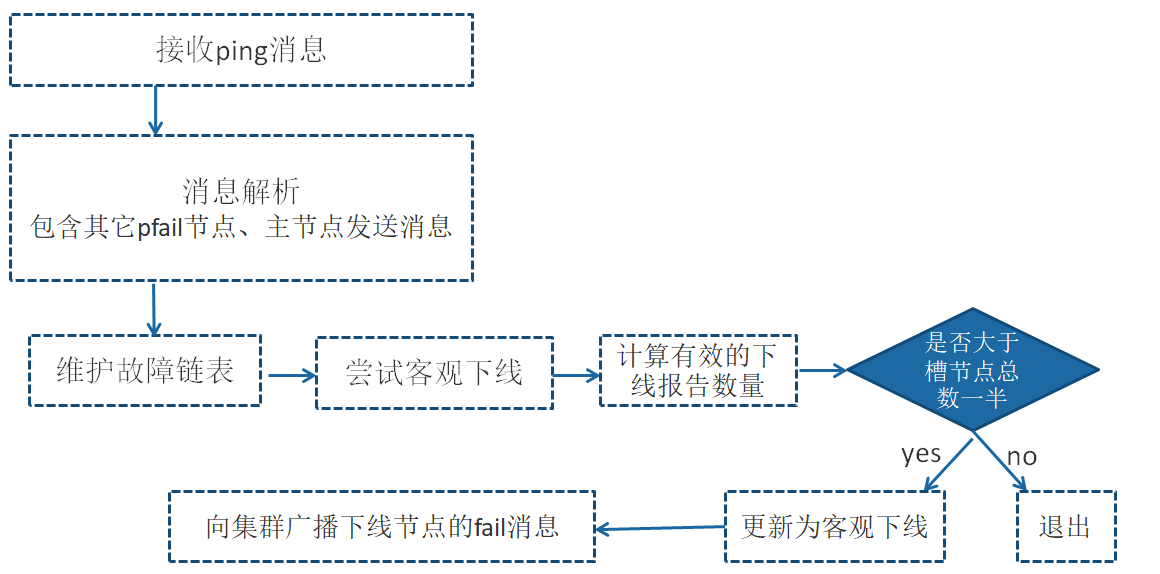 接收ping消息
消息解析
包含其它pfail节点、主节点发送消息
维护故障链表
尝试客观下线
计算有效的下
线报告数量
是否大于
槽节点总
数一半
yes
no
向集群广播下线节点的fail消息
更新为客观下线
退出